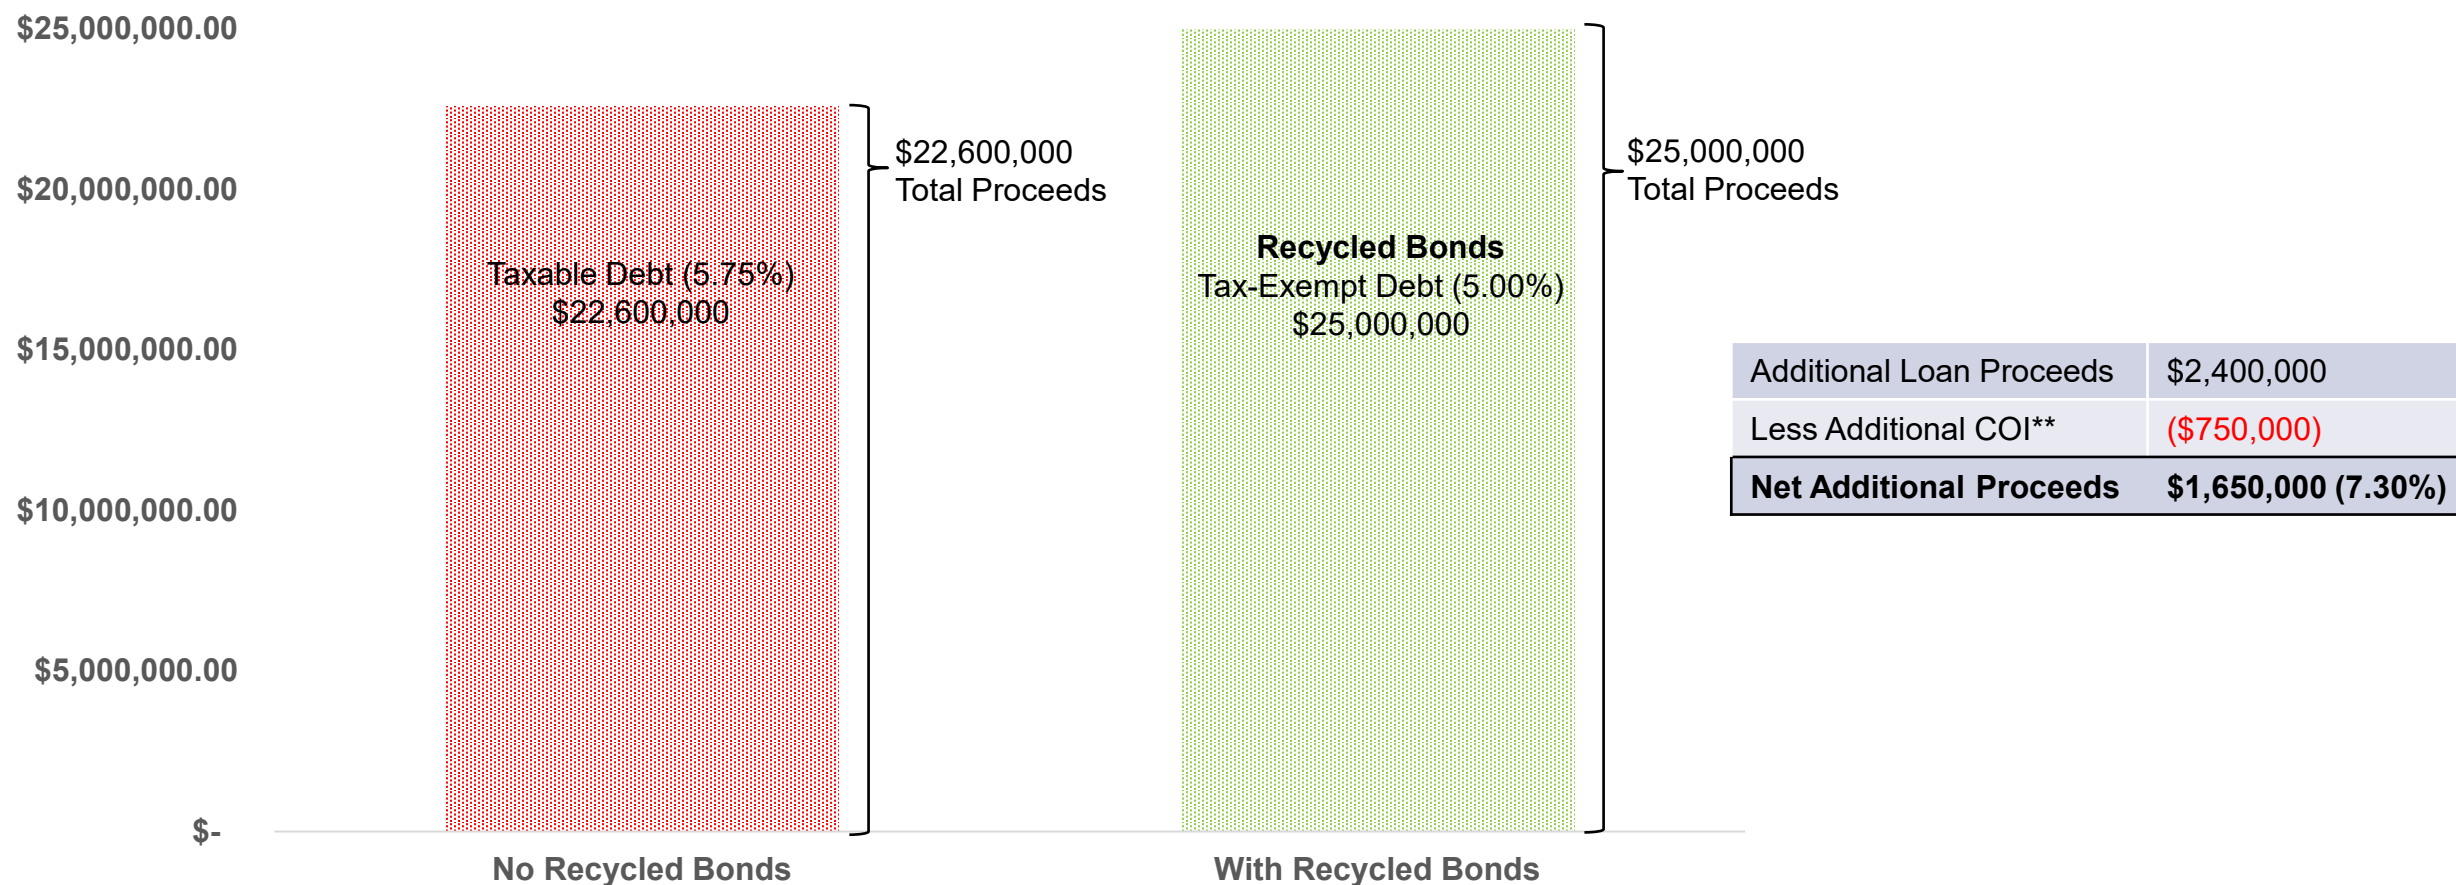 $25,000,000.00
$20,000,000.00
$15,000,000.00
$10,000,000.00
$5,000,000.00
$-
Taxable Debt (5.75%)
$22,600,000
$22,600,000
Total Proceeds
Recycled Bonds
Tax-Exempt Debt (5.00%)
$25,000,000
$25,000,000
Total Proceeds
No Recycled Bonds
With Recycled Bonds
Additional Loan Proceeds $2,400,000
Less Additional COI** ($750,000)
Net Additional Proceeds $1,650,000 (7.30%)